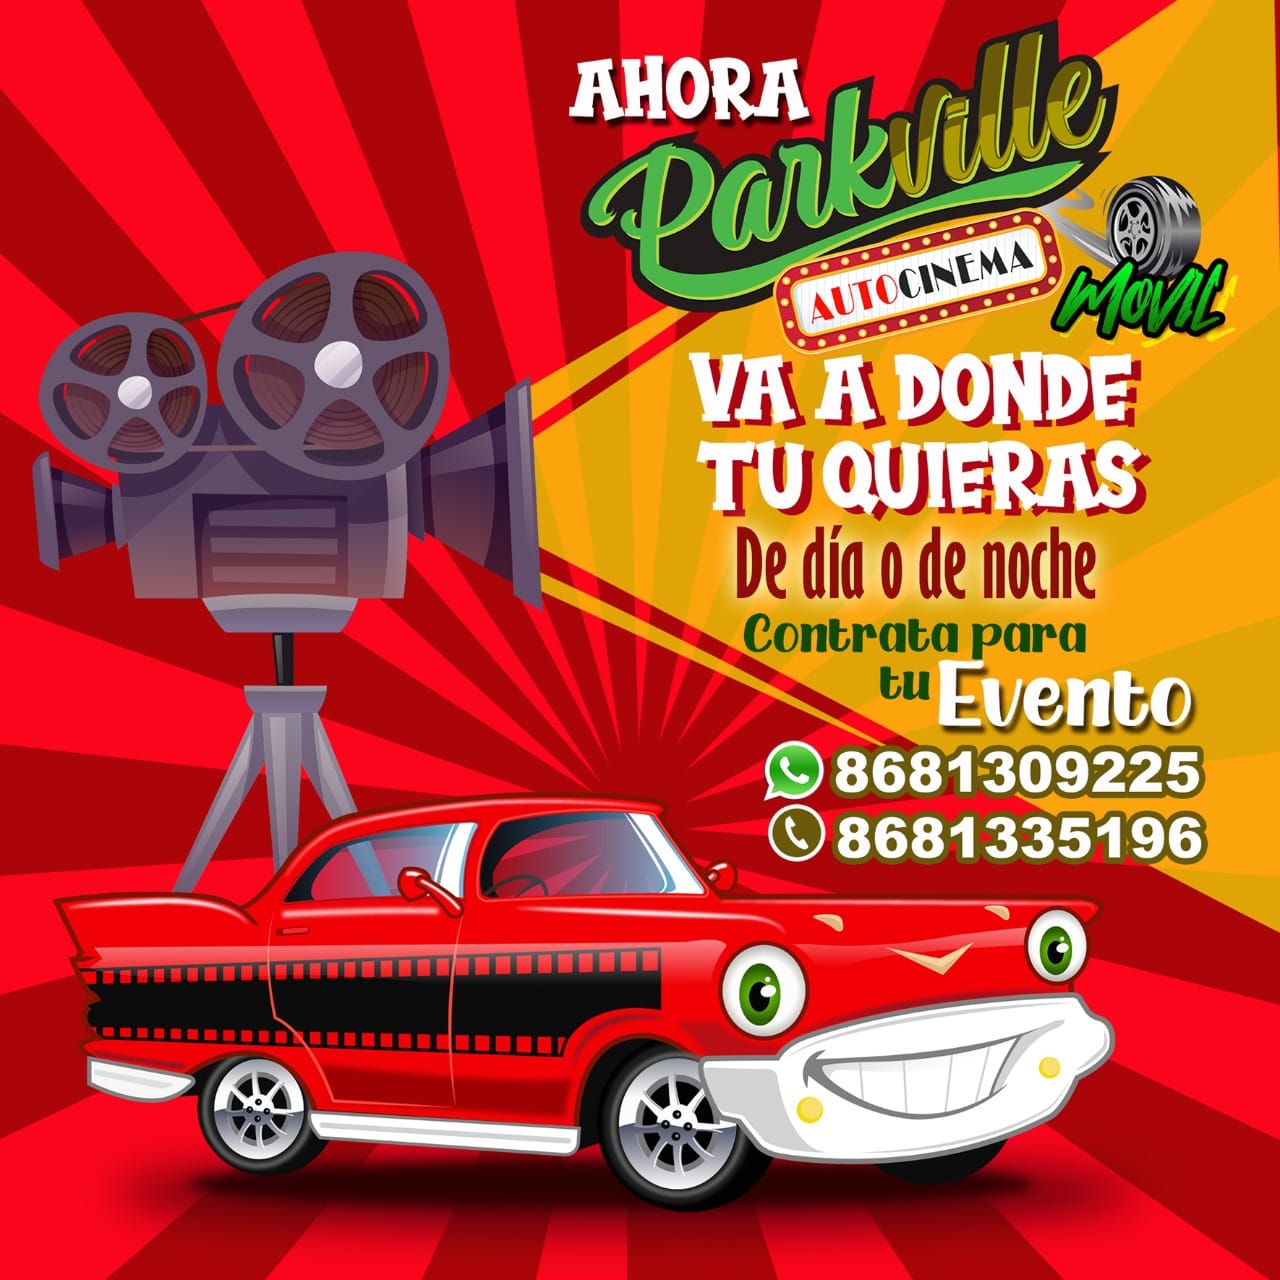 AHORA
Parkville
AUTOCINEMA
MOVIL
VA A DONDE
TU QUIERAS
De día o de noche
Contrata para
tu Evento
8681309225
8681335196